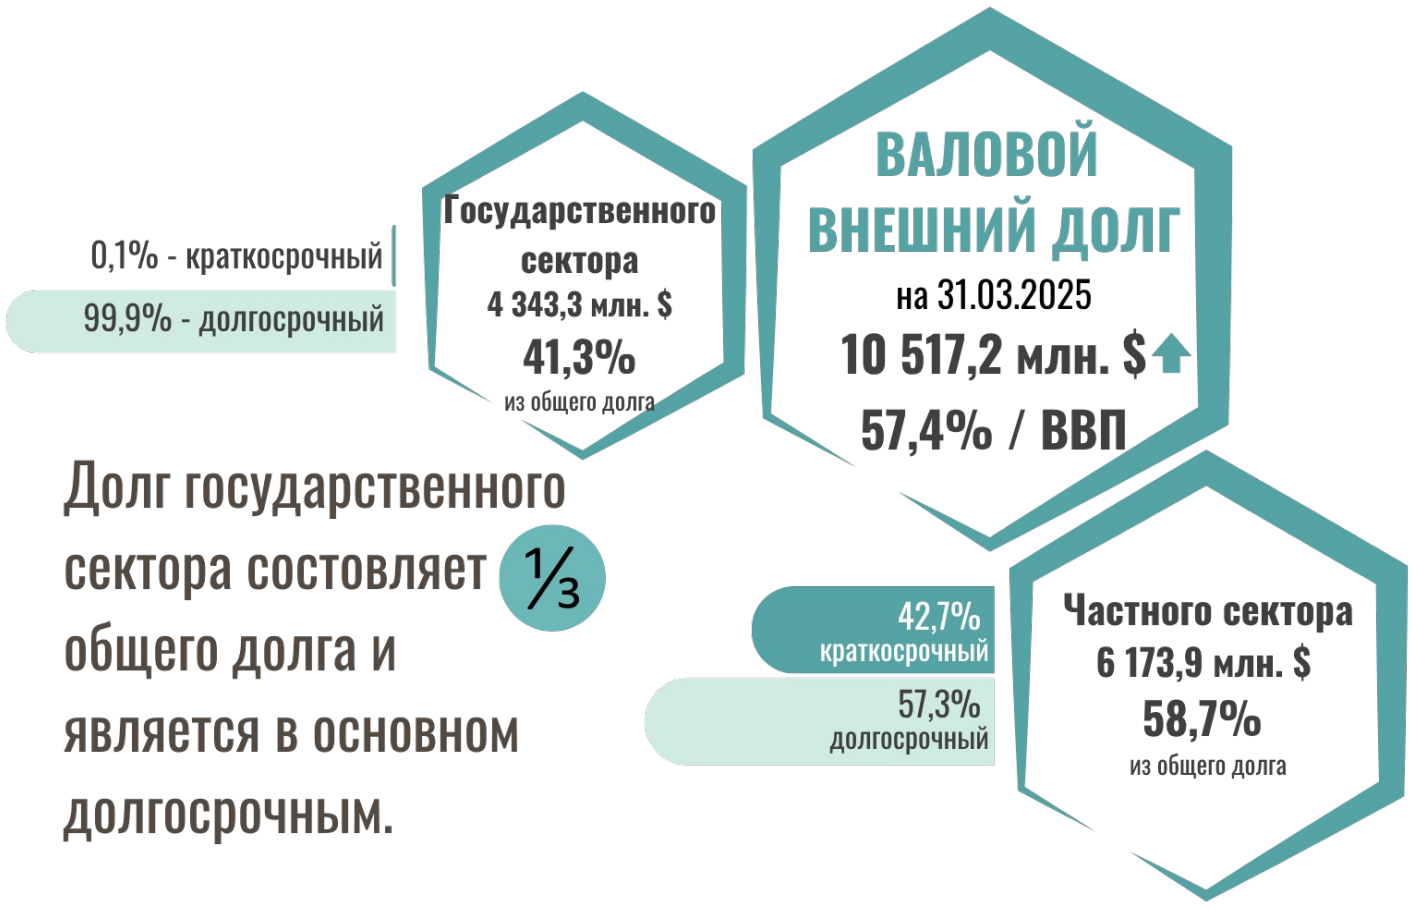 ВАЛОВОЙ
ВНЕШНИЙ ДОЛГ
на 31.03.2025
10 517,2 млн. $
57,4% / ВВП
Государственного
сектора
4 343,3 млн. $
41,3%
из общего долга
0,1% - краткосрочный
99,9% - долгосрочный
Долг государственного
сектора состовляет ⅓
общего долга и
является в основном
долгосрочным.
Частного сектора
6 173,9 млн. $
58,7%
из общего долга
42,7%
краткосрочный
57,3%
долгосрочный